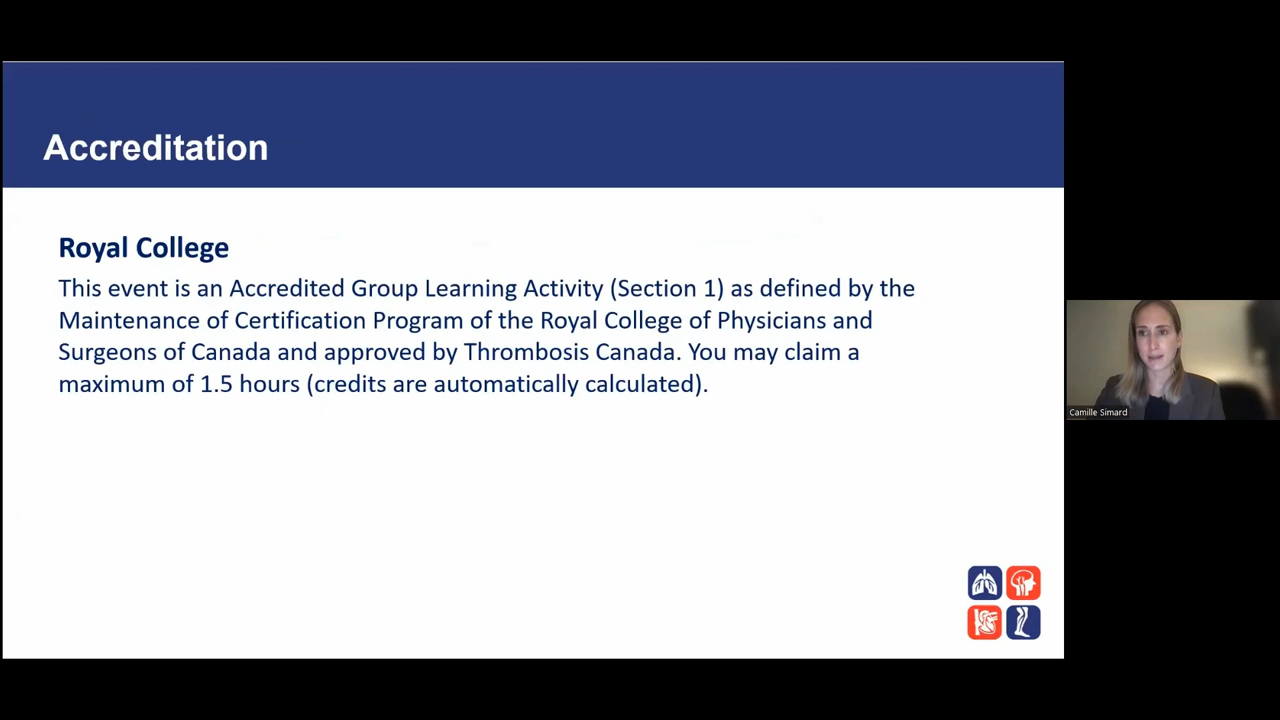 Accreditation
Royal College
This event is an Accredited Group Learning Activity (Section 1) as defined by the
Maintenance of Certification Program of the Royal College of Physicians and
Surgeons of Canada and approved by Thrombosis Canada. You may claim a
maximum of 1.5 hours (credits are automatically calculated).
Camille Simard